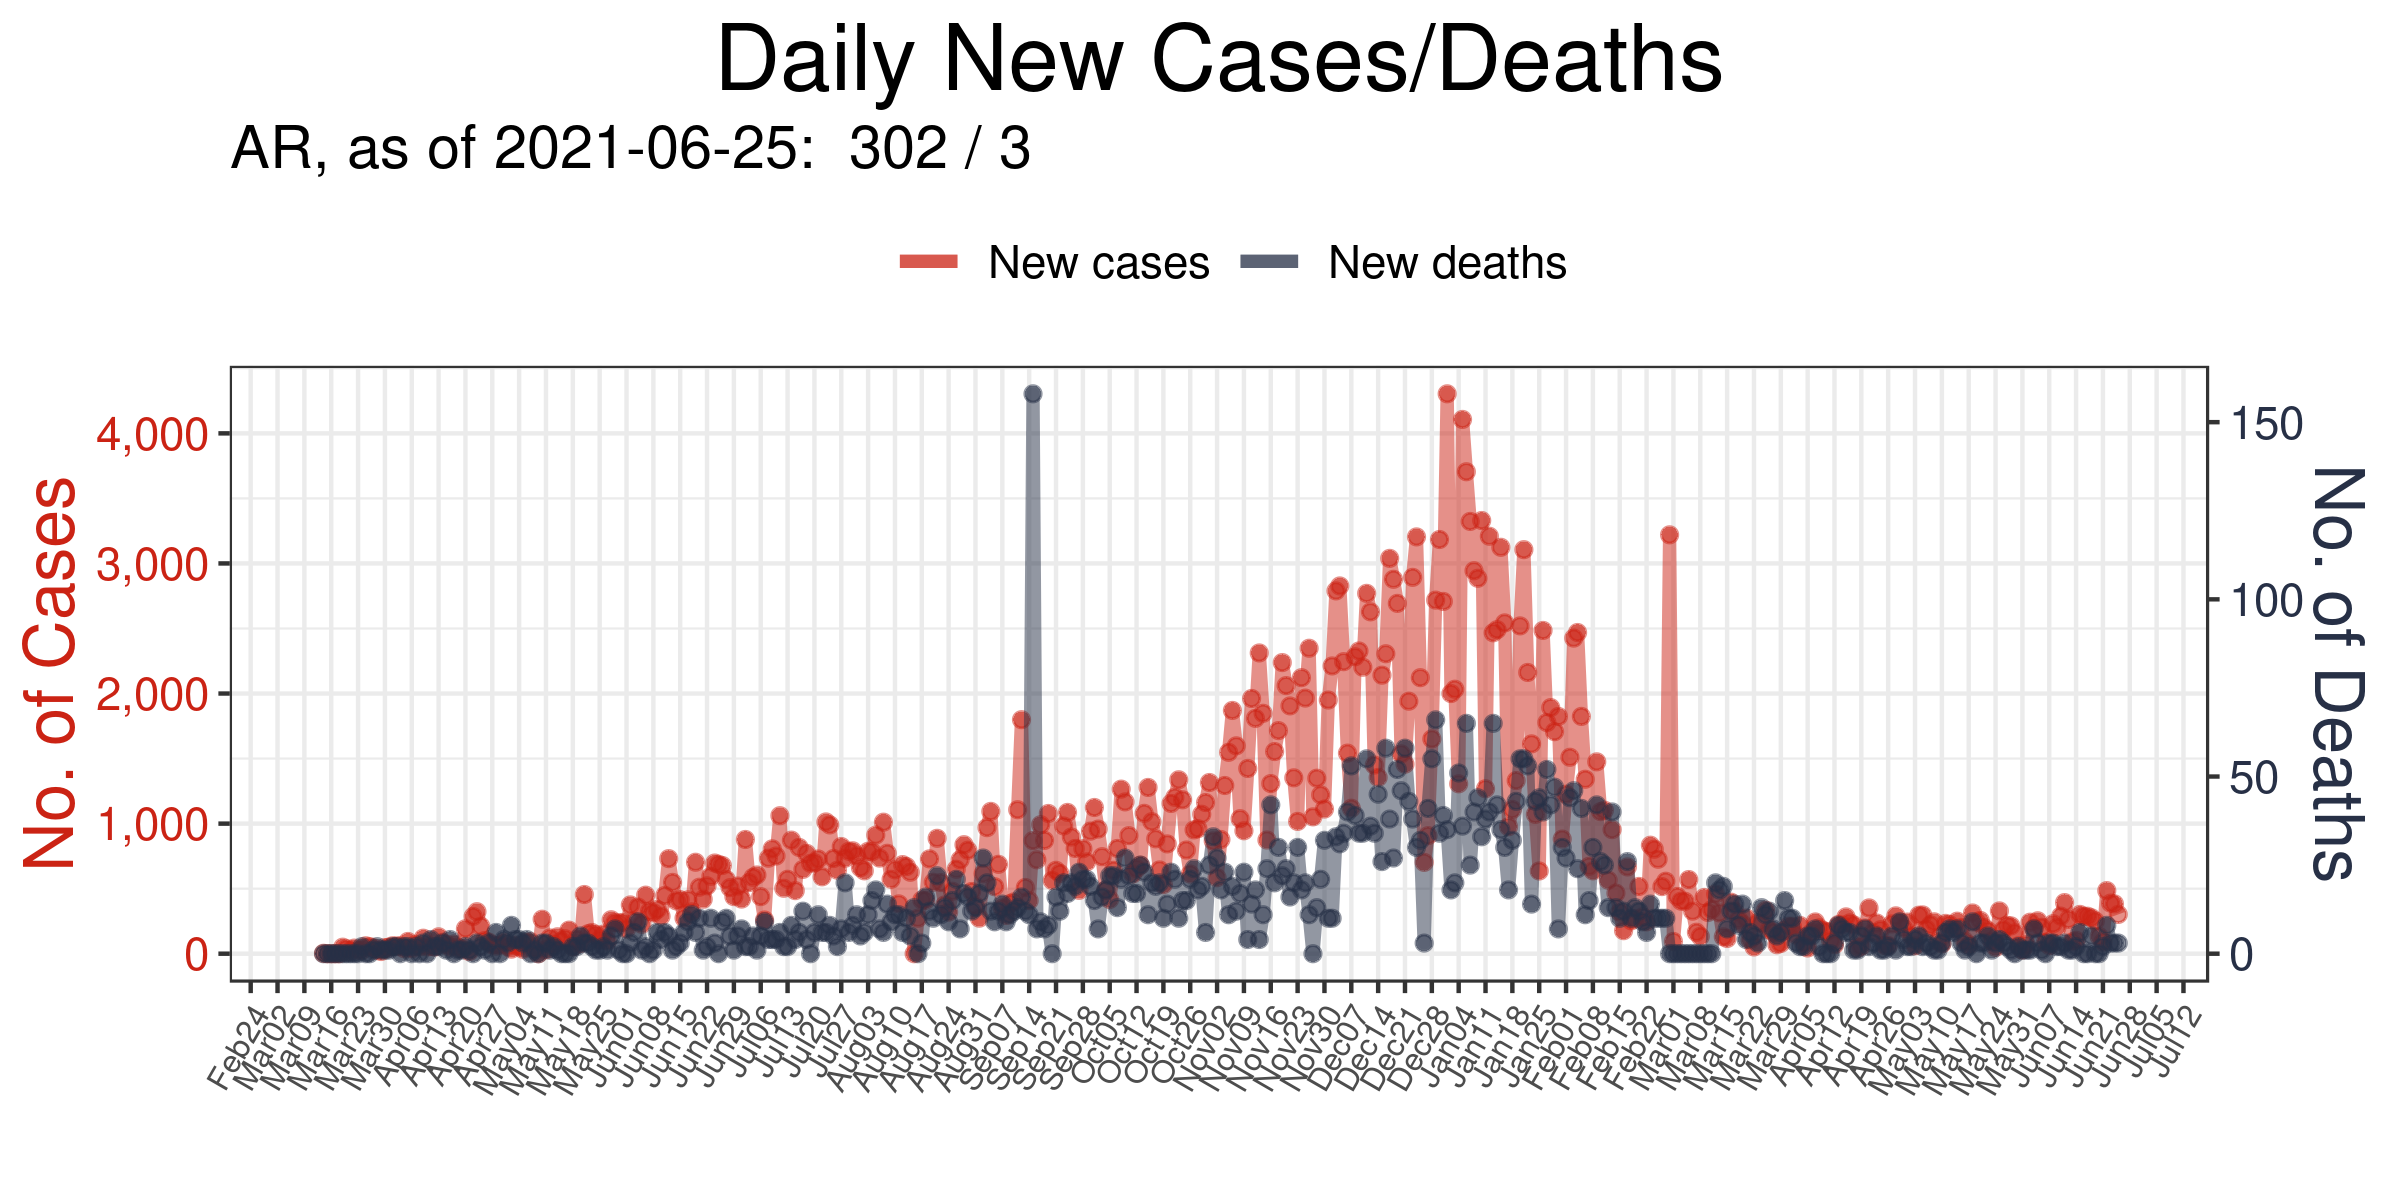 Daily New Cases/Deaths
AR, as of 2021-06-25:  302 / 3
New cases
New deaths
No. of Cases
4,000
3,000
2,000
1,000
0
150
100
50
0
No. of Deaths
Feb24
Mar02
Mar09
Mar16
Mar23
Mar30
Apr06
Apr13
Apr20
Apr27
May04
May11
May18
May25
Jun01
Jun08
Jun15
Jun22
Jun29
Jul06
Jul13
Jul20
Jul27
Aug03
Aug10
Aug17
Aug24
Aug31
Sep07
Sep14
Sep21
Sep28
Oct05
Oct12
Oct19
Oct26
Nov02
Nov09
Nov16
Nov23
Nov30
Dec07
Dec14
Dec21
Dec28
Jan04
Jan11
Jan18
Jan25
Feb01
Feb08
Feb15
Feb22
Mar01
Mar08
Mar15
Mar22
Mar29
Apr05
Apr12
Apr19
Apr26
May03
May10
May17
May24
May31
Jun07
Jun14
Jun21
Jun28
Jul05
Jul12